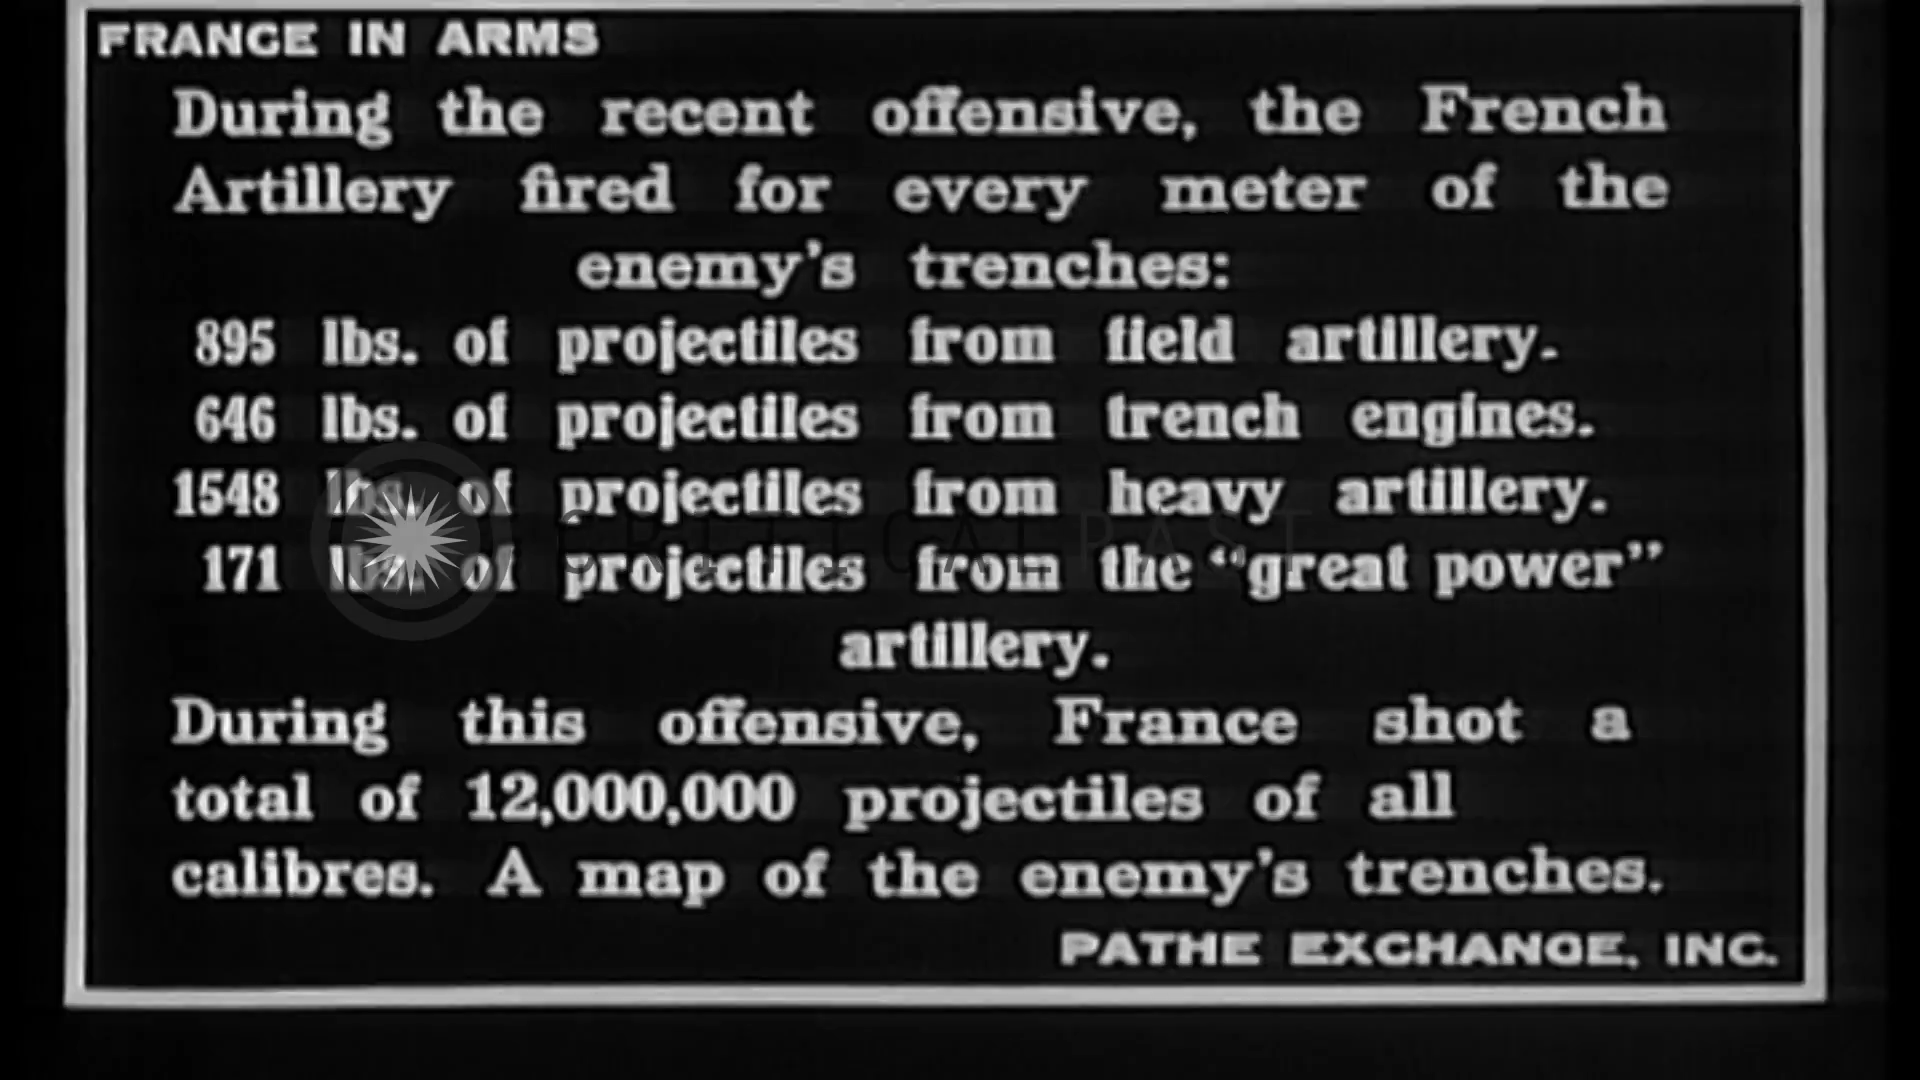 FRANCE IN ARMS
During the recent offensive, the French
Artillery fired for every meter of the
enemy's trenches:
895 lbs. of projectiles from field artillery.
646 lbs. of projectiles from trench engines.
1548 lbs. of projectiles from heavy artillery.
171 lbs. of projectiles from the "great power"
artillery.
During this offensive, France shot a
total of 12,000,000 projectiles of all
calibres. A map of the enemy's trenches.
PATHE EXCHANGE, INC.
CRITICALPAST